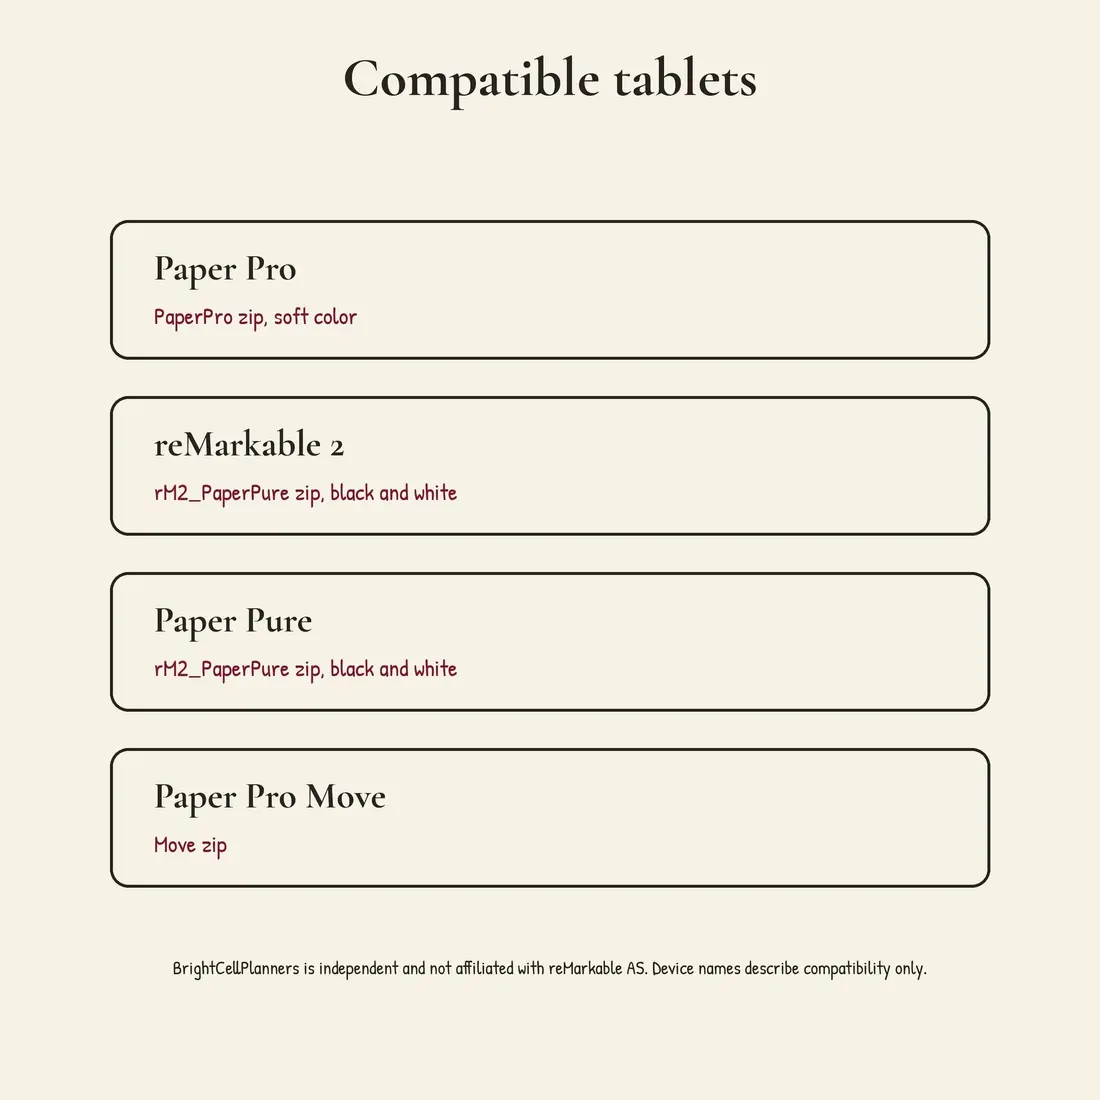 Compatible tablets
Paper Pro
PaperPro zip, soft color
reMarkable 2
rM2_PaperPure zip, black and white
Paper Pure
rM2_PaperPure zip, black and white
Paper Pro Move
Move zip
BrightCellPlanners is independent and not affiliated with reMarkable AS. Device names describe compatibility only.